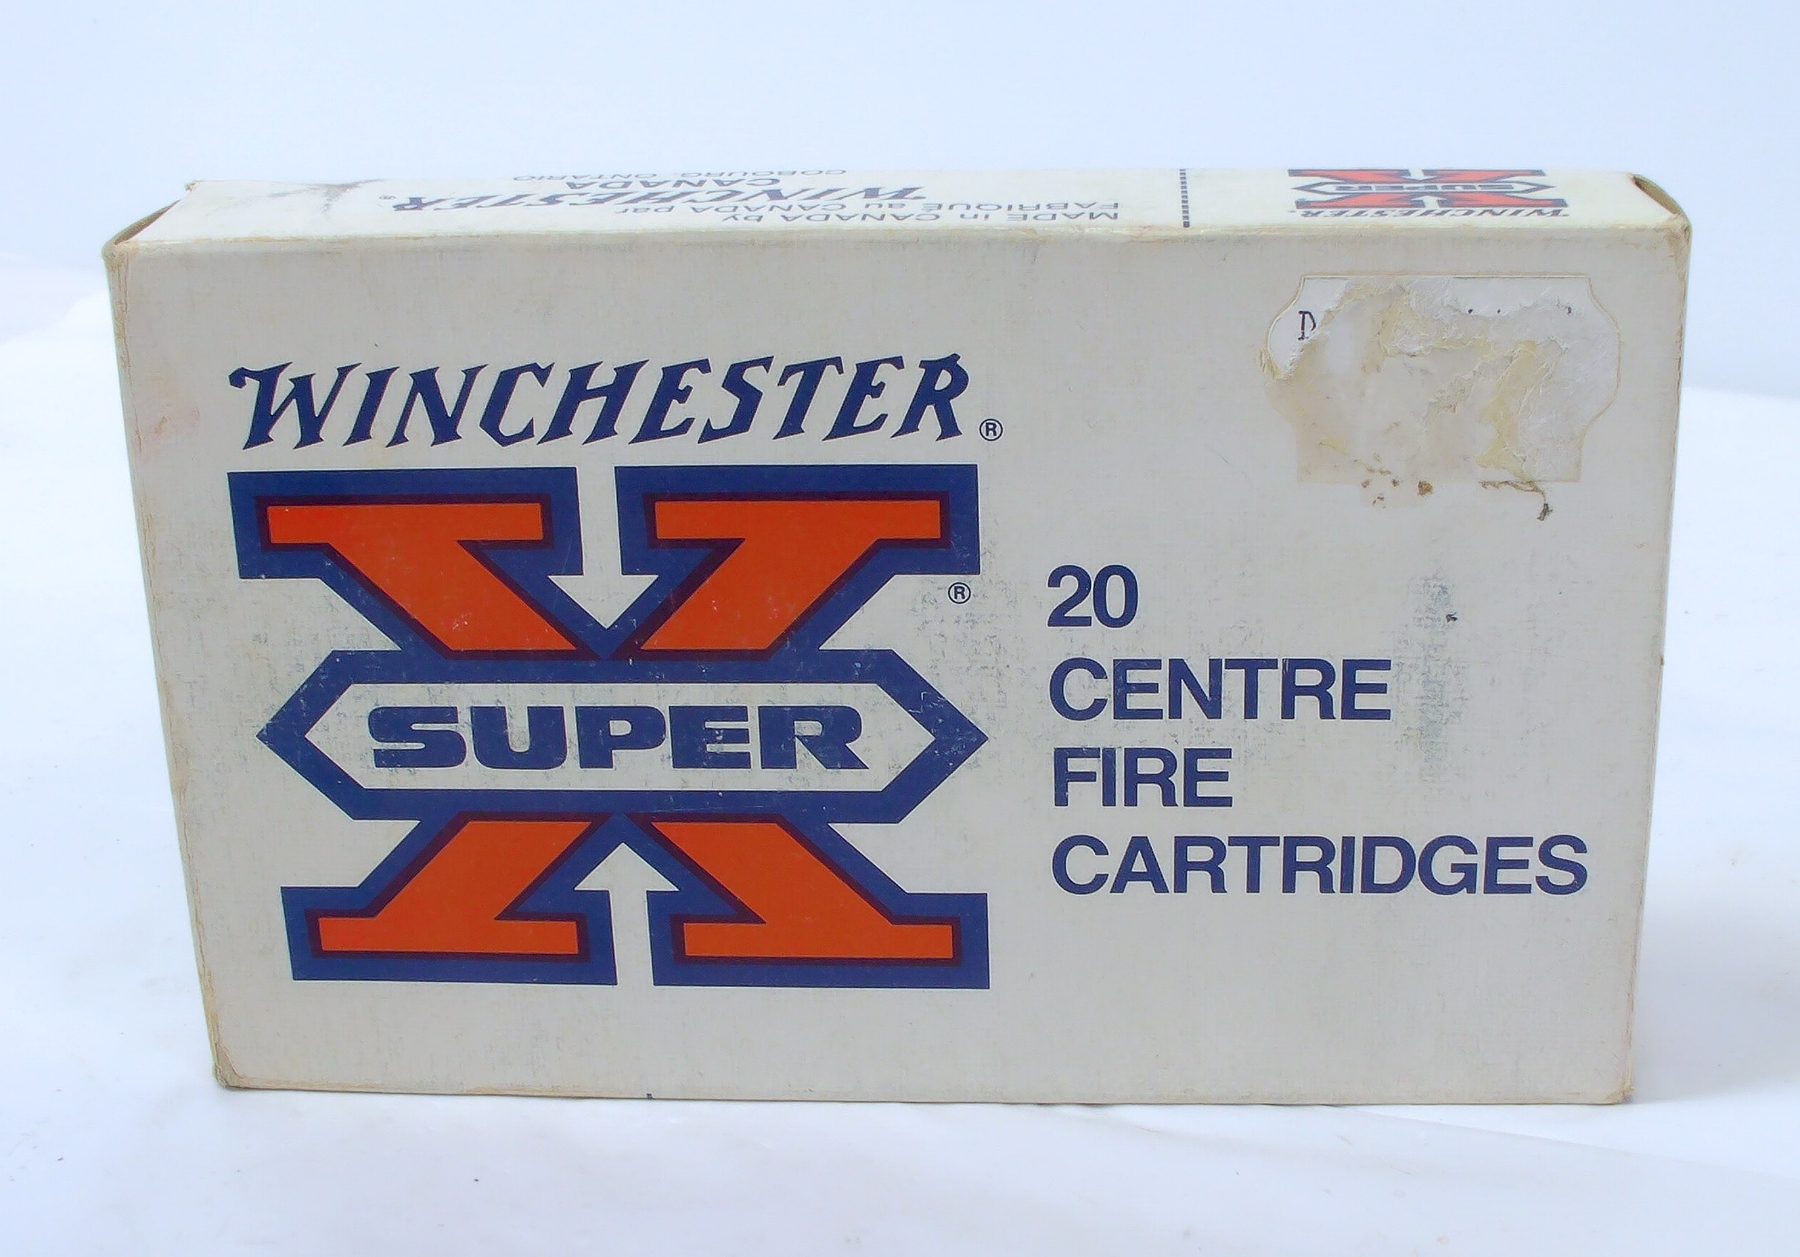 COBOURG, ONTARIO
CANADA
WINCHESTER®
FABRIQUÉ au CANADA par
MADE in CANADA by
SUPER X
WINCHESTER®
WINCHESTER®
SUPER X®
20
CENTRE
FIRE
CARTRIDGES
D